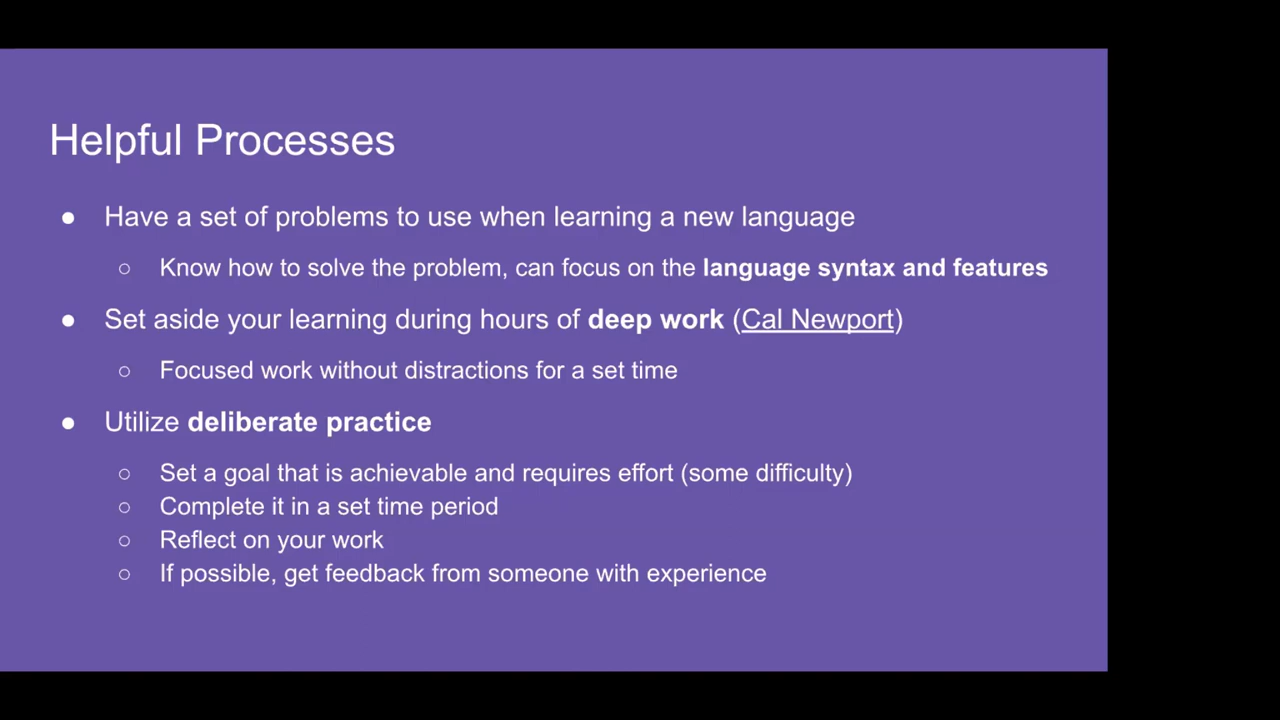 Helpful Processes
● Have a set of problems to use when learning a new language
○ Know how to solve the problem, can focus on the language syntax and features
● Set aside your learning during hours of deep work (Cal Newport)
○ Focused work without distractions for a set time
● Utilize deliberate practice
○ Set a goal that is achievable and requires effort (some difficulty)
○ Complete it in a set time period
○ Reflect on your work
○ If possible, get feedback from someone with experience